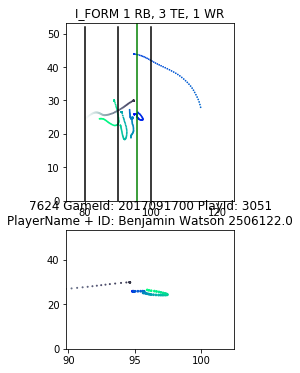 I_FORM 1 RB, 3 TE, 1 WR
50
40
30
20
10
0
80 100 120
7624 GameId: 2017091700 PlayId: 3051
PlayerName + ID: Benjamin Watson 2506122.0
40
20
0
90 95 100